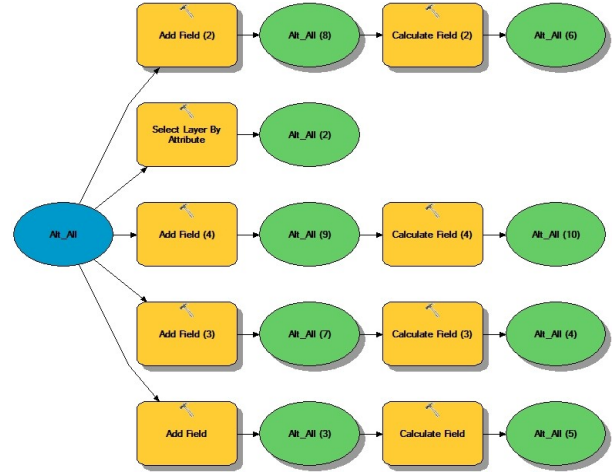 Add Field (2)
Alt_All (8)
Calculate Field (2)
Alt_All (6)
Select Layer By
Attribute
Alt_All (2)
Alt_All
Add Field (4)
Alt_All (9)
Calculate Field (4)
Alt_All (10)
Add Field (3)
Alt_All (7)
Calculate Field (3)
Alt_All (4)
Add Field
Alt_All (3)
Calculate Field
Alt_All (5)